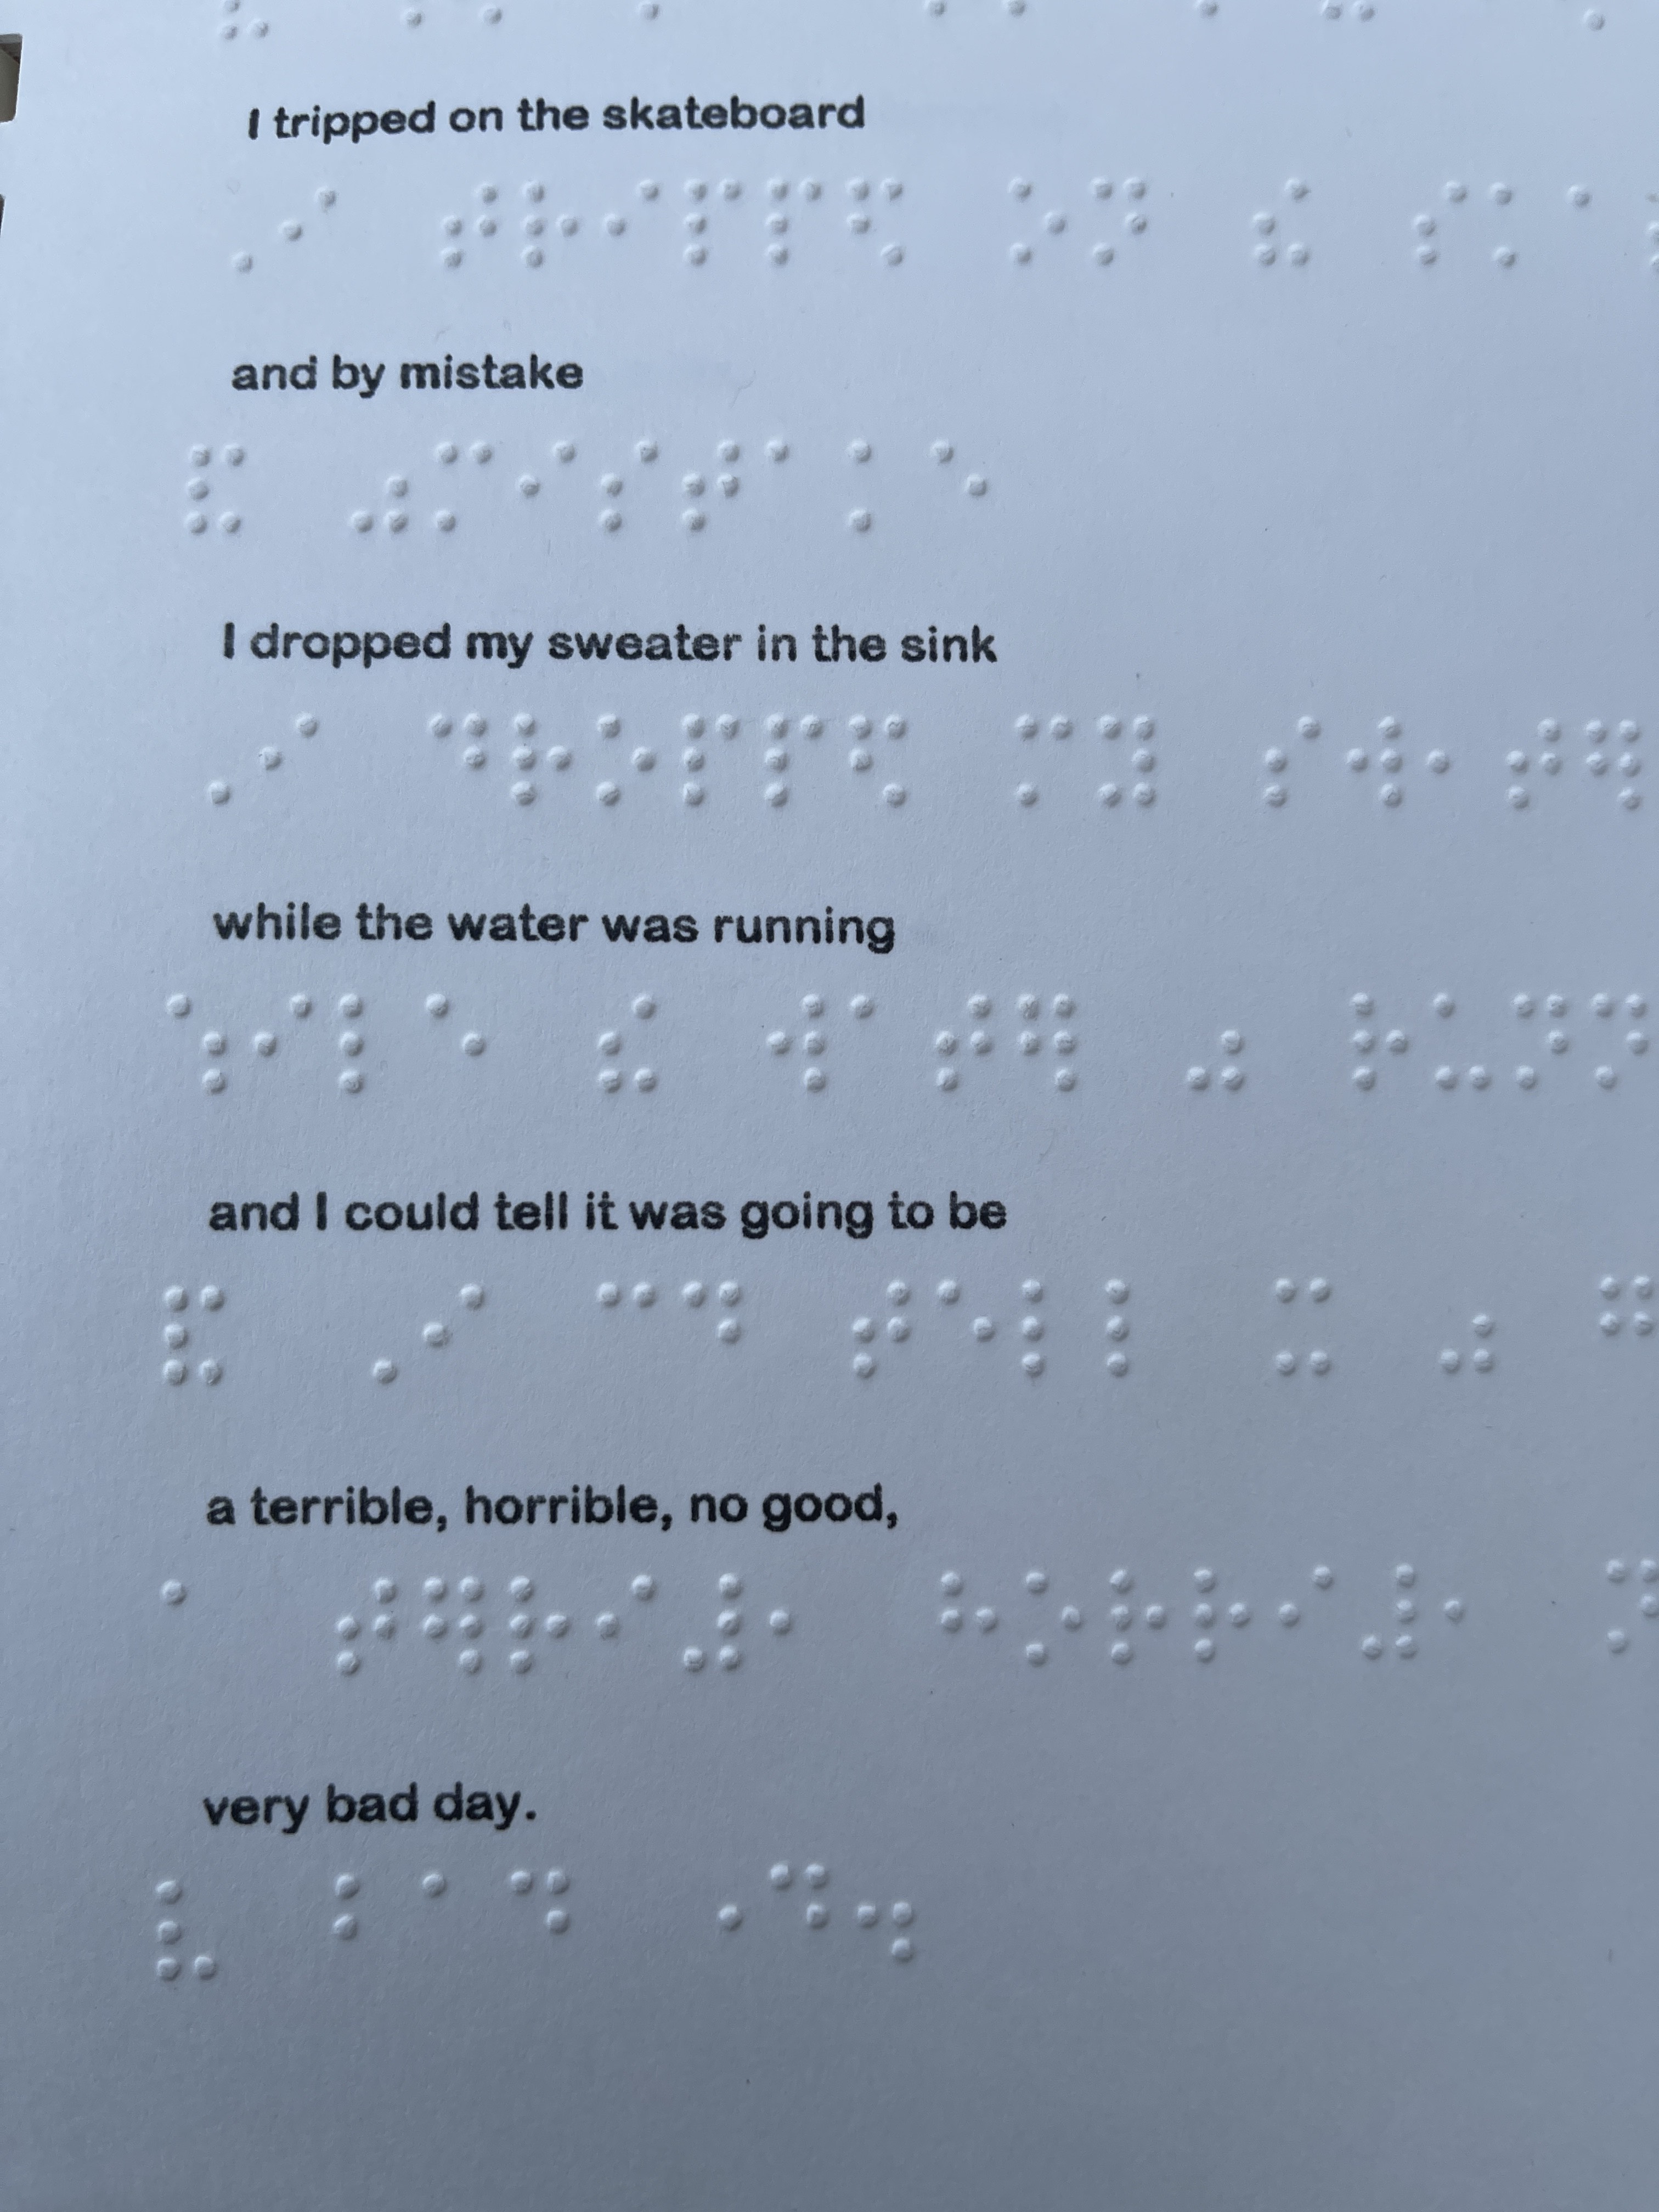 I tripped on the skateboard
⠠⠊ ⠞⠗⠊⠏⠏⠫ ⠕⠝ ⠮
and by mistake
⠯ ⠴⠍⠊⠎⠞⠁⠅⠑
I dropped my sweater in the sink
⠠⠊ ⠙⠗⠕⠏⠏⠫ ⠍⠽
while the water was running
⠱⠊⠇⠑ ⠮ ⠺⠁⠞⠻ ⠴
and I could tell it was going to be
⠯ ⠠⠊ ⠉⠙ ⠞⠑⠇⠇ ⠭ ⠴
a terrible, horrible, no good,
⠁ ⠞⠻⠗⠊⠼⠂ ⠓⠕⠗⠗⠊⠼⠂
very bad day.
⠧ ⠃⠁⠙ ⠐⠙⠲